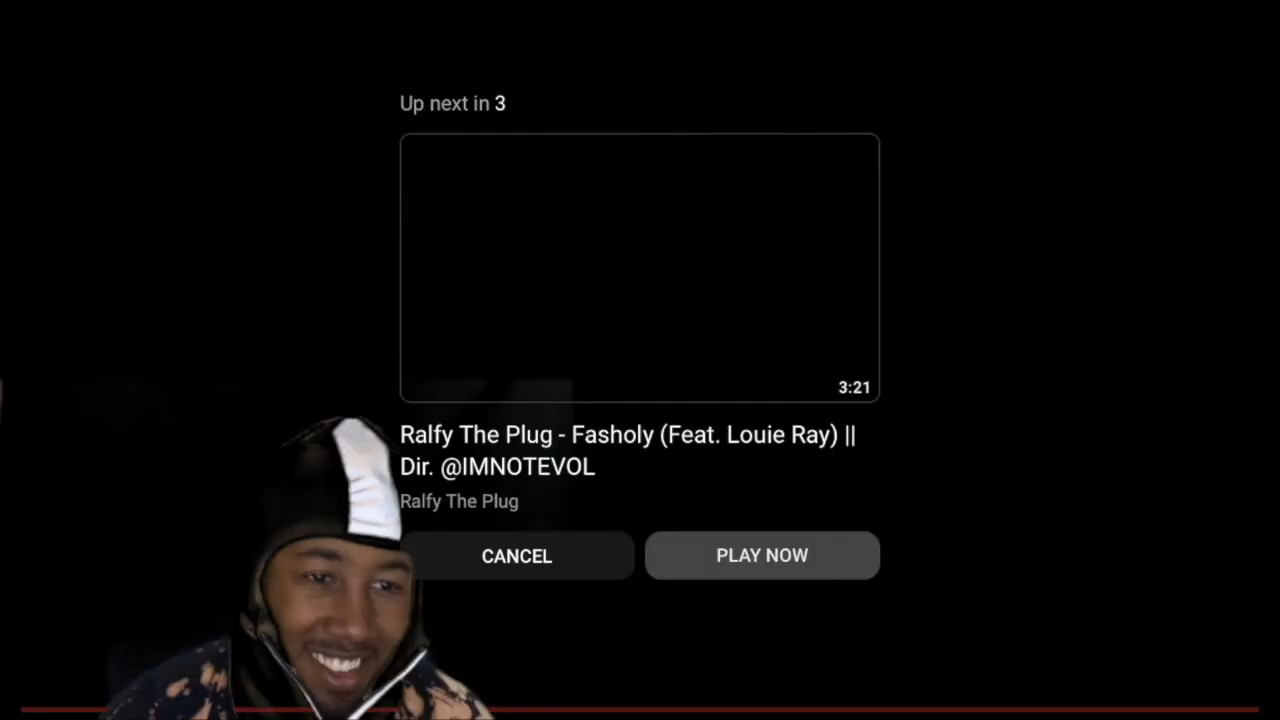 Up next in 3
3:21
Ralfy The Plug - Fasholy (Feat. Louie Ray) ||
Dir. @IMNOTEVOL
Ralfy The Plug
CANCEL
PLAY NOW